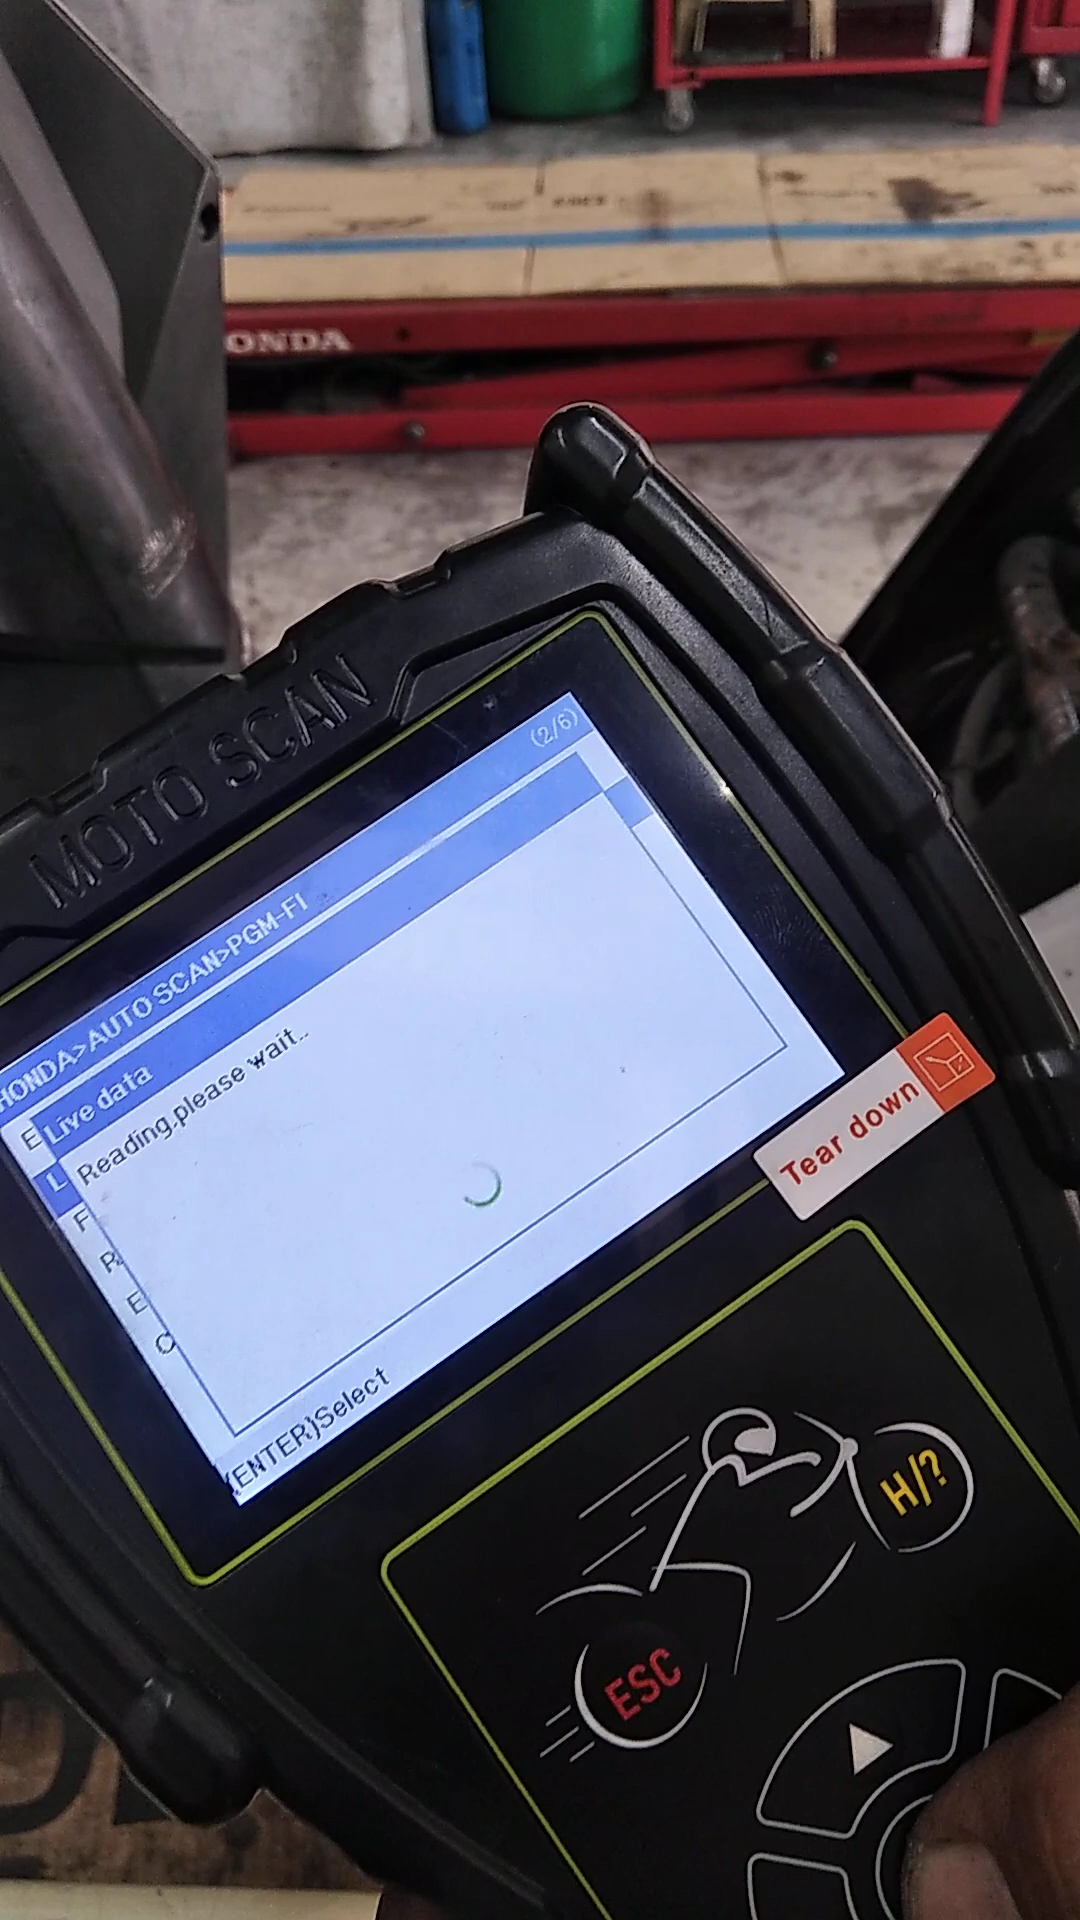 HONDA
MOTO SCAN
(2/6)
HONDA>AUTO SCAN>PGM-FI
Live data
Reading,please wait..
E
L
F
R
E
C
[ENTER]Select
Tear down
H/?
ESC